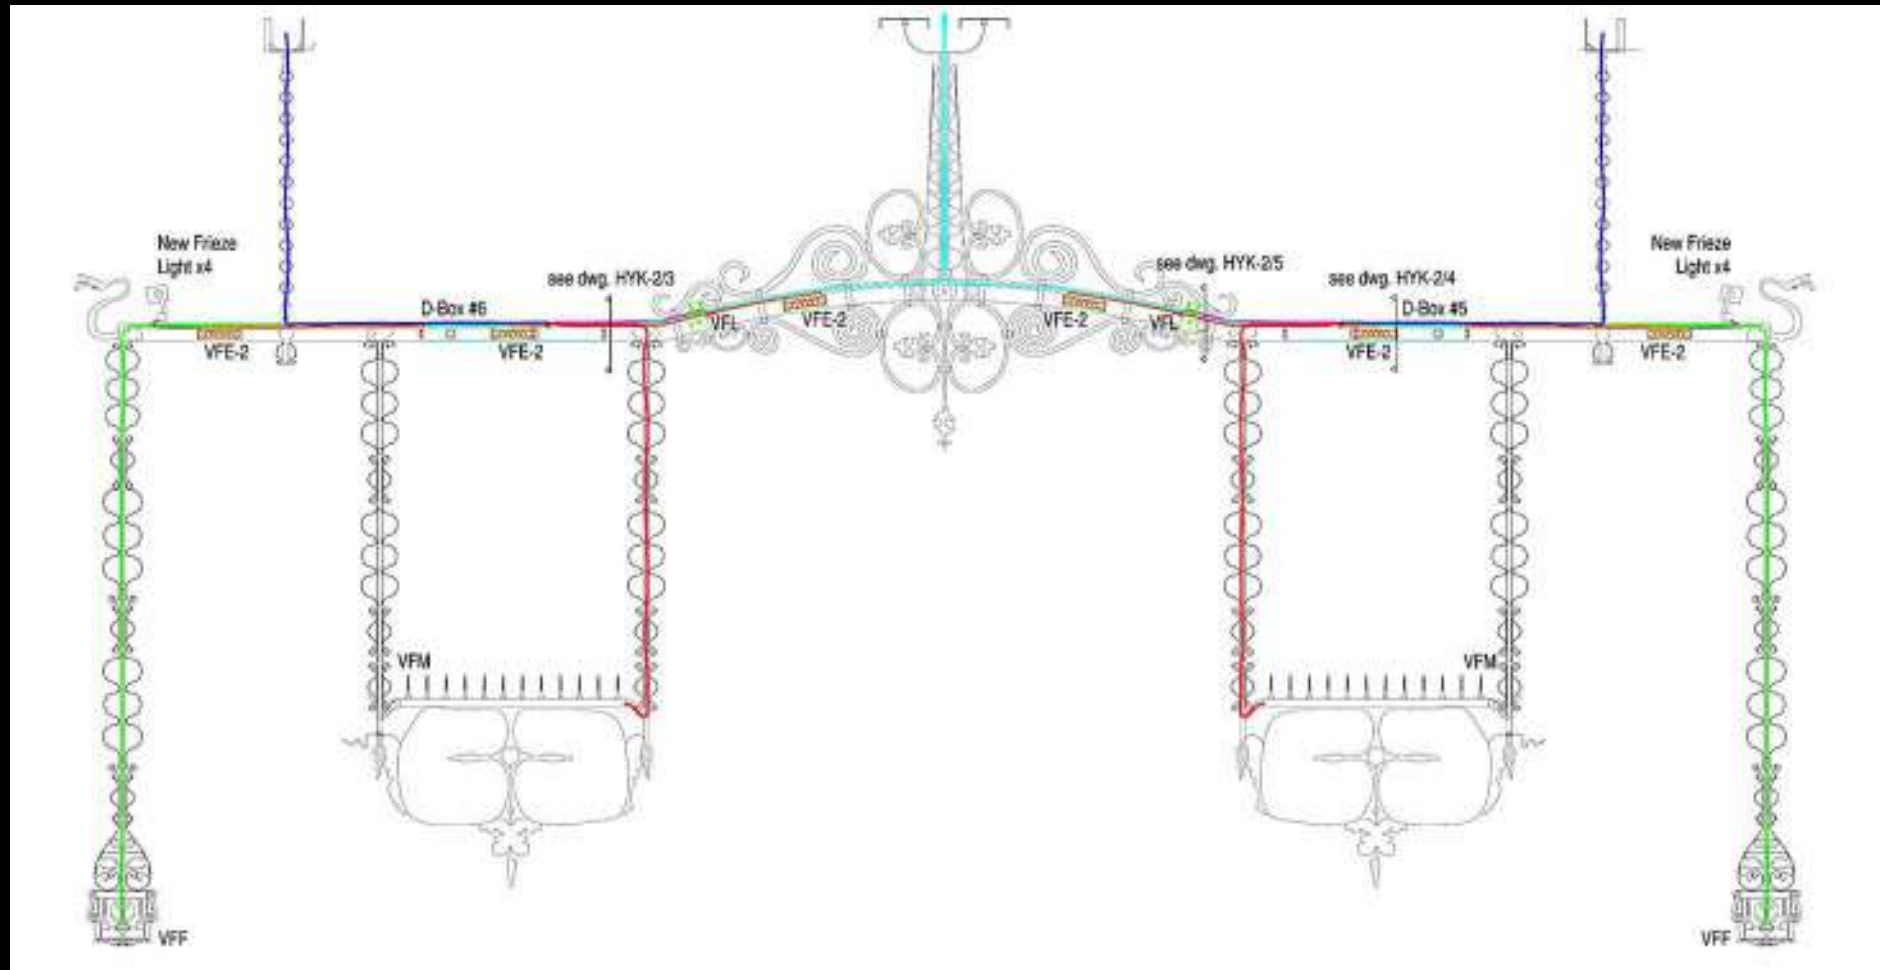 New Frieze
Light x4
see dwg. HYK-2/3
see dwg. HYK-2/5
see dwg. HYK-2/4
New Frieze
Light x4
D-Box #6
D-Box #5
VFL
VFE-2
VFE-2
VFL
VFE-2
VFE-2
VFE-2
VFE-2
VFM
VFM
VFF
VFF